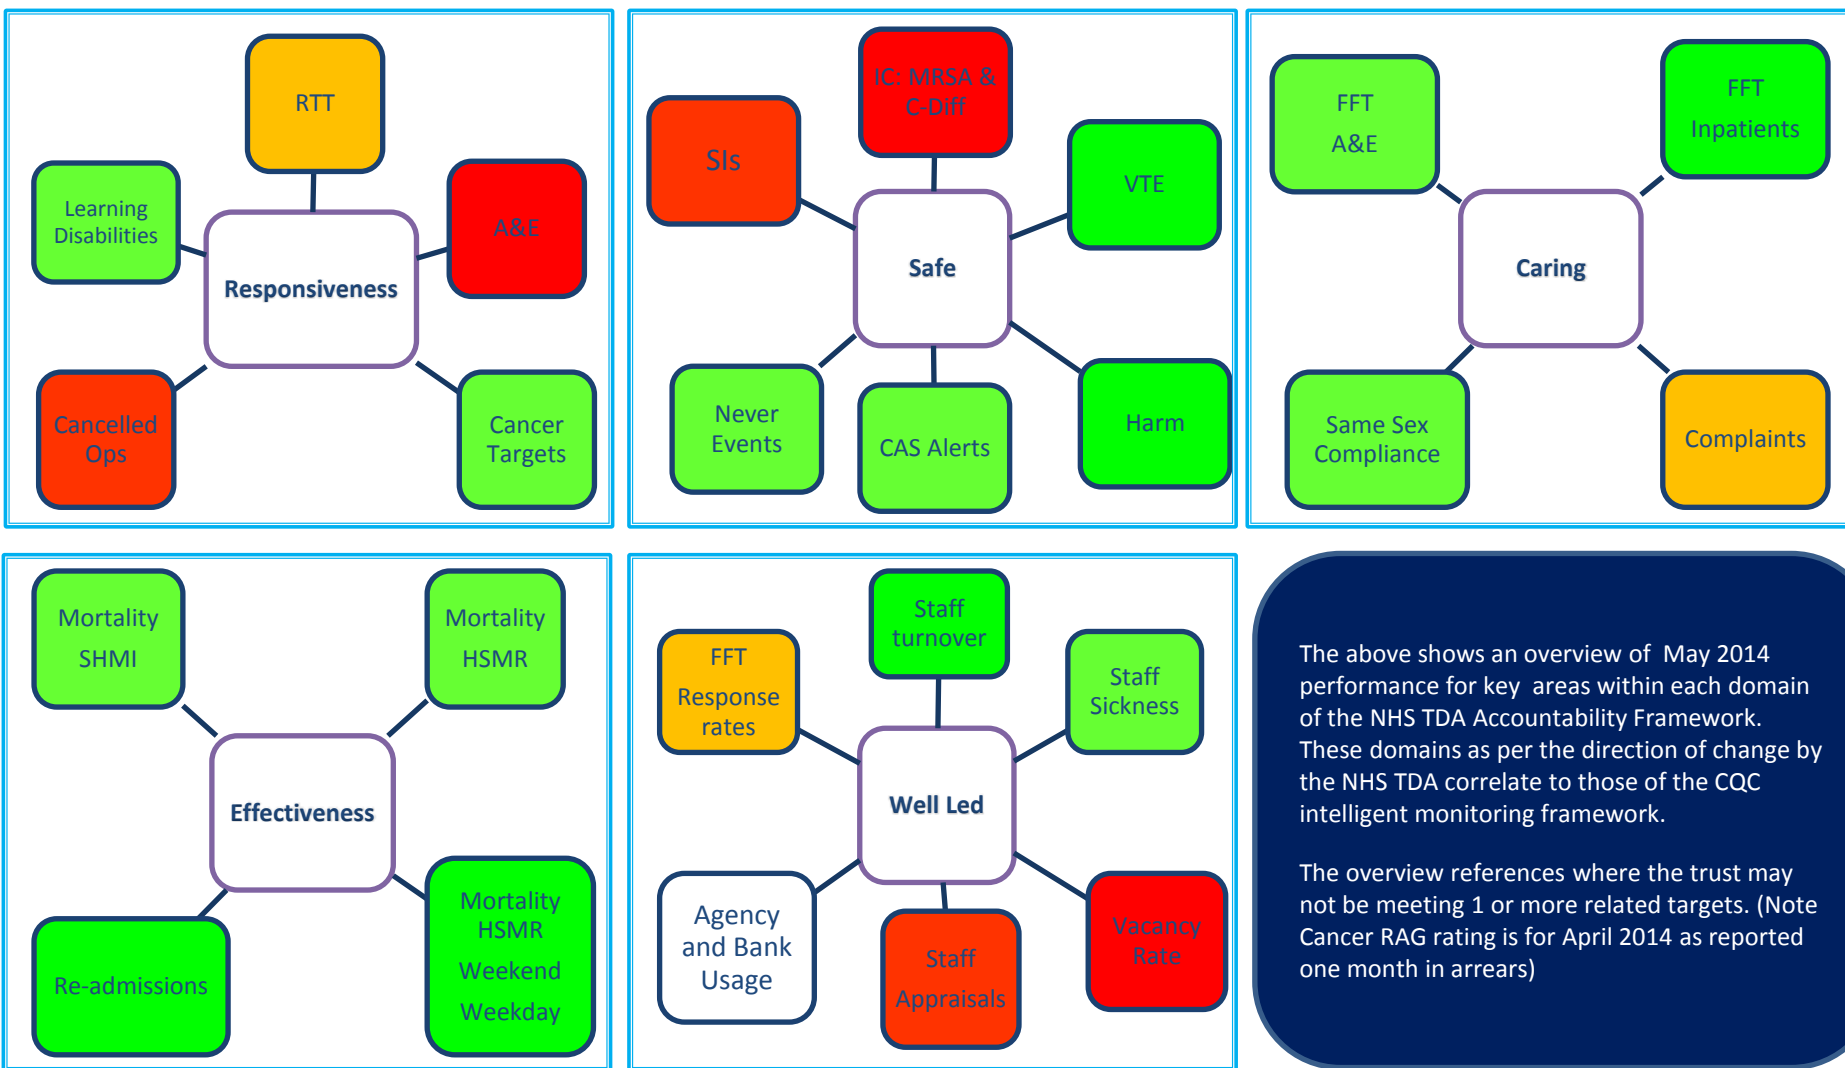 RTT
Learning
Disabilities
A&E
Responsiveness
Cancelled
Ops
Cancer
Targets
IC: MRSA &
C-Diff
SIs
VTE
Safe
Never
Events
CAS Alerts
Harm
FFT
A&E
FFT
Inpatients
Caring
Same Sex
Compliance
Complaints
Mortality
SHMI
Mortality
HSMR
Effectiveness
Re-admissions
Mortality
HSMR
Weekend
Weekday
Staff
turnover
FFT
Response
rates
Staff
Sickness
Well Led
Agency
and Bank
Usage
Staff
Appraisals
Vacancy
Rate
The above shows an overview of  May 2014
performance for key  areas within each domain
of the NHS TDA Accountability Framework.
These domains as per the direction of change by
the NHS TDA correlate to those of the CQC
intelligent monitoring framework.
The overview references where the trust may
not be meeting 1 or more related targets. (Note
Cancer RAG rating is for April 2014 as reported
one month in arrears)